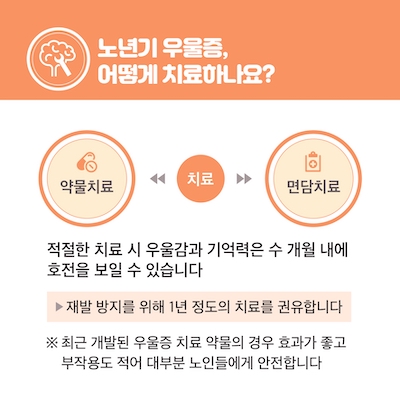 노년기 우울증,
어떻게 치료하나요?
약물치료
치료
면담치료
적절한 치료 시 우울감과 기억력은 수 개월 내에
호전을 보일 수 있습니다
▶재발 방지를 위해 1년 정도의 치료를 권유합니다
※ 최근 개발된 우울증 치료 약물의 경우 효과가 좋고
부작용도 적어 대부분 노인들에게 안전합니다